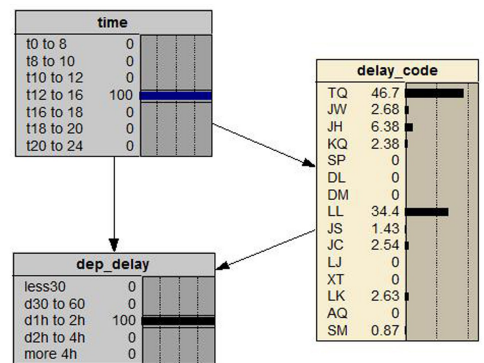 time
t0 to 8 0
t8 to 10 0
t10 to 12 0
t12 to 16 100
t16 to 18 0
t18 to 20 0
t20 to 24 0
delay_code
TQ 46.7
JW 2.68
JH 6.38
KQ 2.38
SP 0
DL 0
DM 0
LL 34.4
JS 1.43
JC 2.54
LJ 0
XT 0
LK 2.63
AQ 0
SM 0.87
dep_delay
less30 0
d30 to 60 0
d1h to 2h 100
d2h to 4h 0
more 4h 0